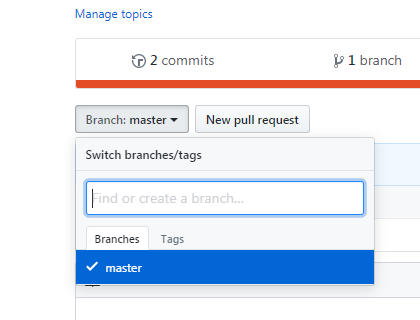 Manage topics
2 commits
1 branch
Branch: master
New pull request
Switch branches/tags
Find or create a branch...
Branches
Tags
master